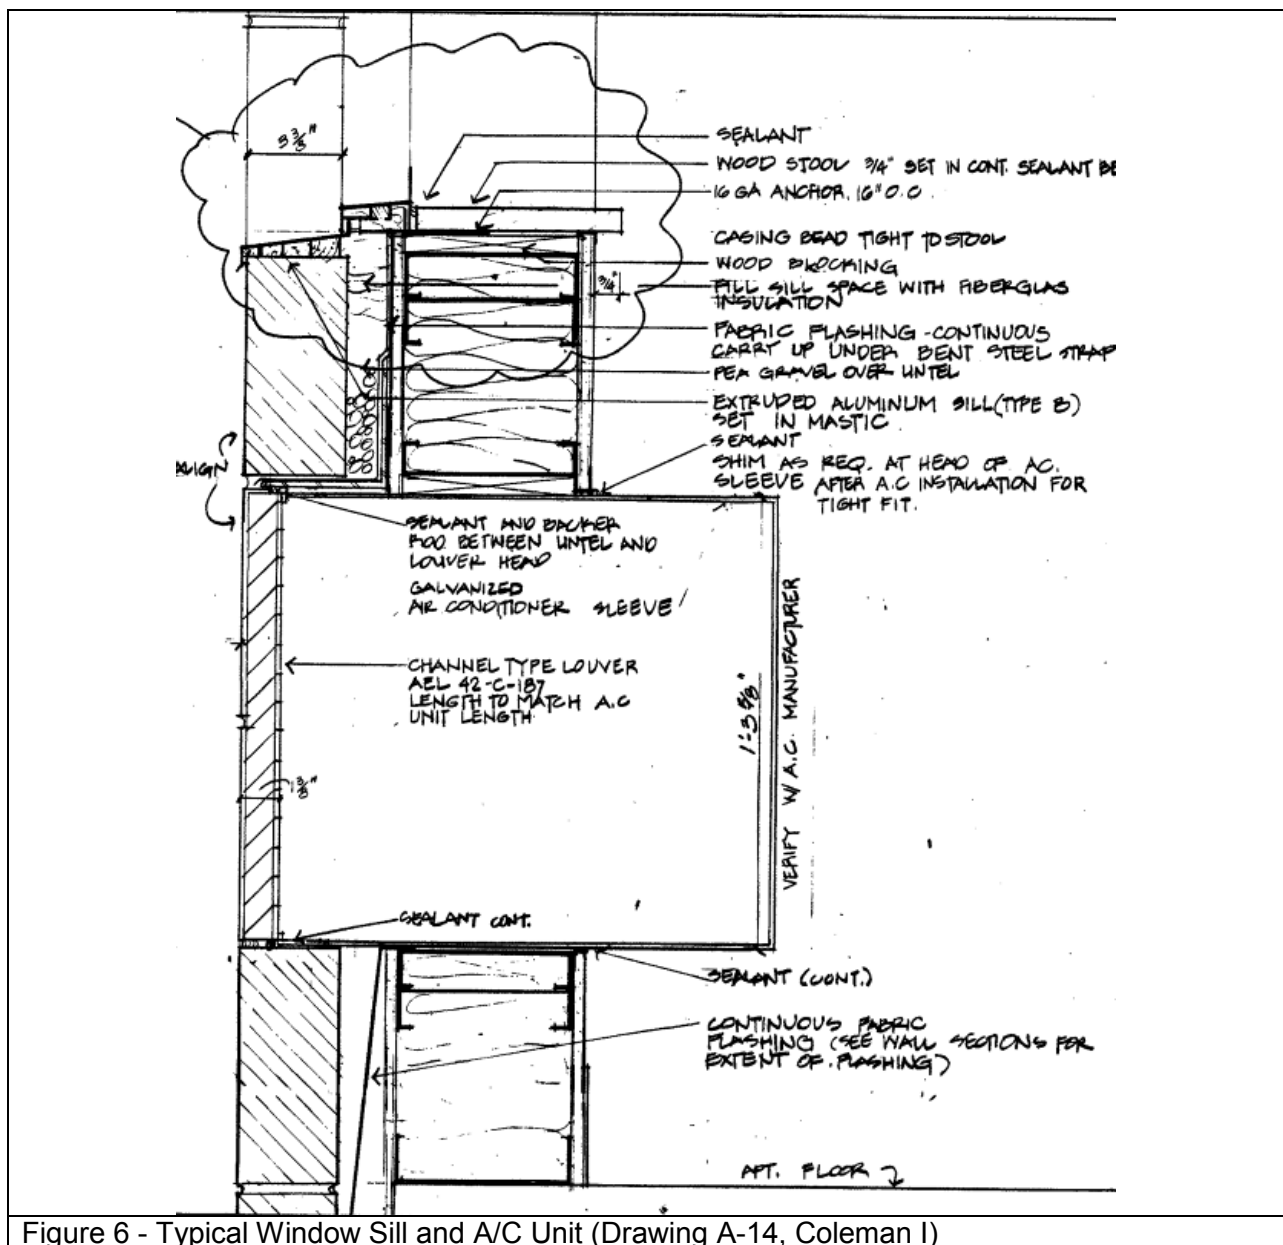 3 3/8"
SEALANT
WOOD STOOL 3/4" SET IN CONT. SEALANT BE
16 GA ANCHOR, 16" O.C.
CASING BEAD TIGHT TO STOOL
WOOD BLOCKING
3/4"
FILL SILL SPACE WITH FIBERGLAS
INSULATION
FABRIC FLASHING - CONTINUOUS
CARRY UP UNDER BENT STEEL STRAP
PEA GRAVEL OVER LINTEL
EXTRUDED ALUMINUM SILL (TYPE B)
SET IN MASTIC
SEALANT
ALIGN
SHIM AS REQ. AT HEAD OF AC.
SLEEVE AFTER A.C INSTALLATION FOR
TIGHT FIT.
SEALANT AND BACKER
ROD BETWEEN LINTEL AND
LOUVER HEAD
GALVANIZED
AIR CONDITIONER SLEEVE
CHANNEL TYPE LOUVER
AEL 42-C-187
LENGTH TO MATCH A.C
UNIT LENGTH
1'-3 5/8"
VERIFY W/ A.C. MANUFACTURER
1 3/8"
SEALANT CONT.
SEALANT (CONT.)
CONTINUOUS FABRIC
FLASHING (SEE WALL SECTIONS FOR
EXTENT OF FLASHING)
APT. FLOOR
Figure 6 - Typical Window Sill and A/C Unit (Drawing A-14, Coleman I)